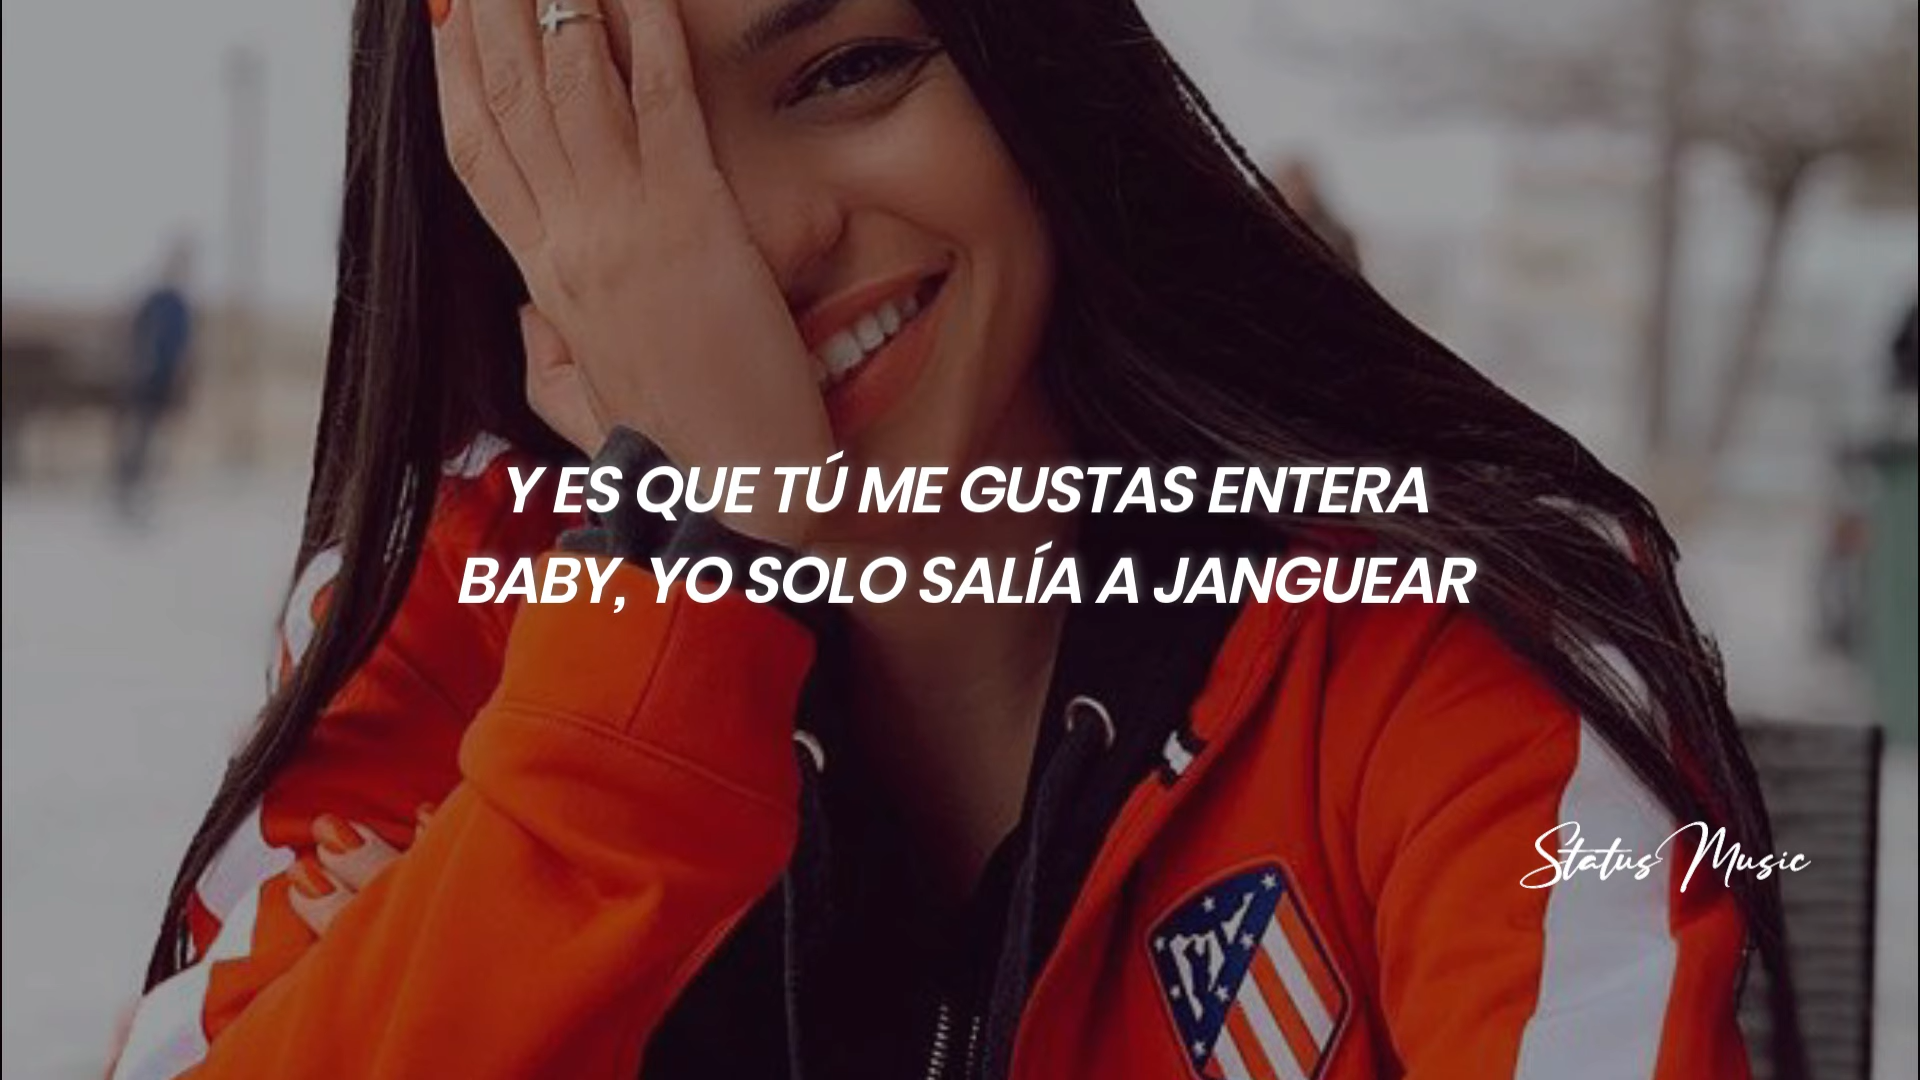 Y ES QUE TÚ ME GUSTAS ENTERA
BABY, YO SOLO SALÍA A JANGUEAR
Status Music